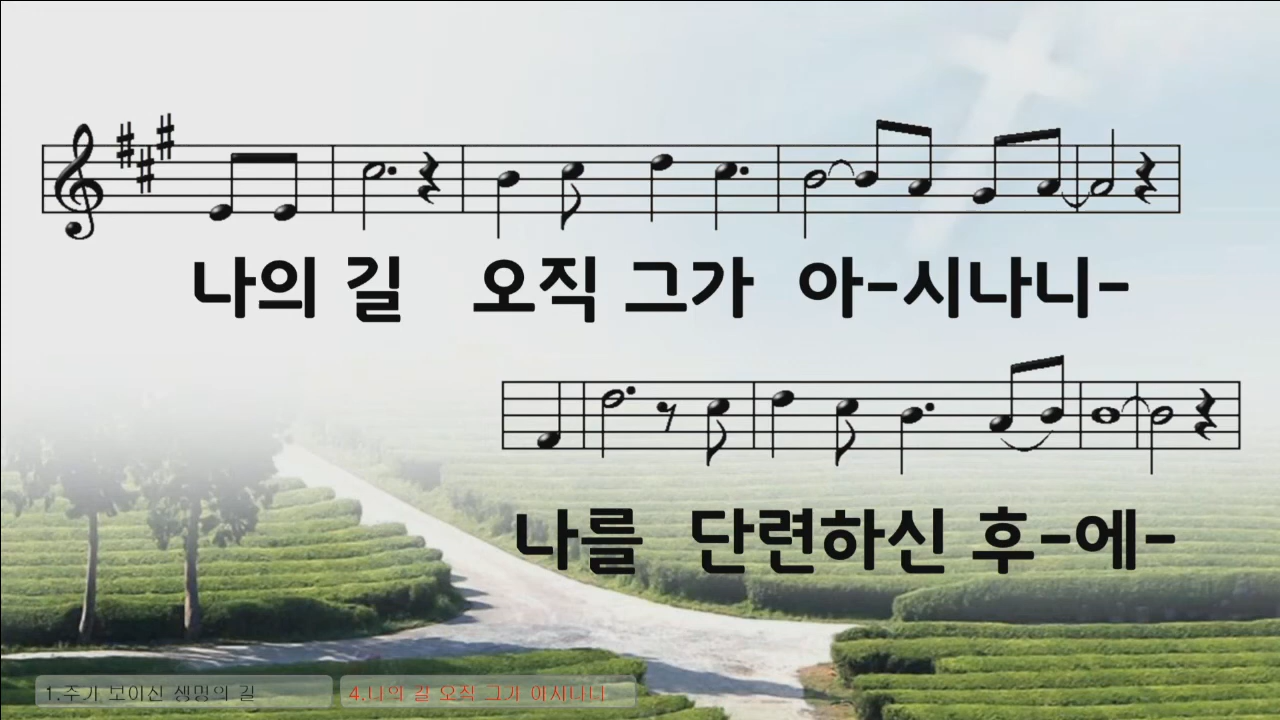 나의 길 오직 그가 아-시나니-
나를 단련하신 후-에-
1.주가 보이신 생명의 길
4.나의 길 오직 그가 아시나니